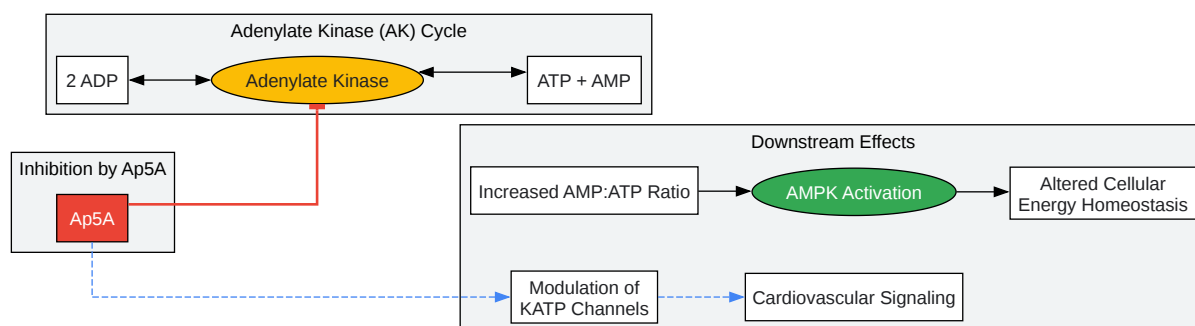 Adenylate Kinase (AK) Cycle
2 ADP
Adenylate Kinase
ATP + AMP
Inhibition by Ap5A
Ap5A
Downstream Effects
Increased AMP:ATP Ratio
AMPK Activation
Altered Cellular
Energy Homeostasis
Modulation of
KATP Channels
Cardiovascular Signaling